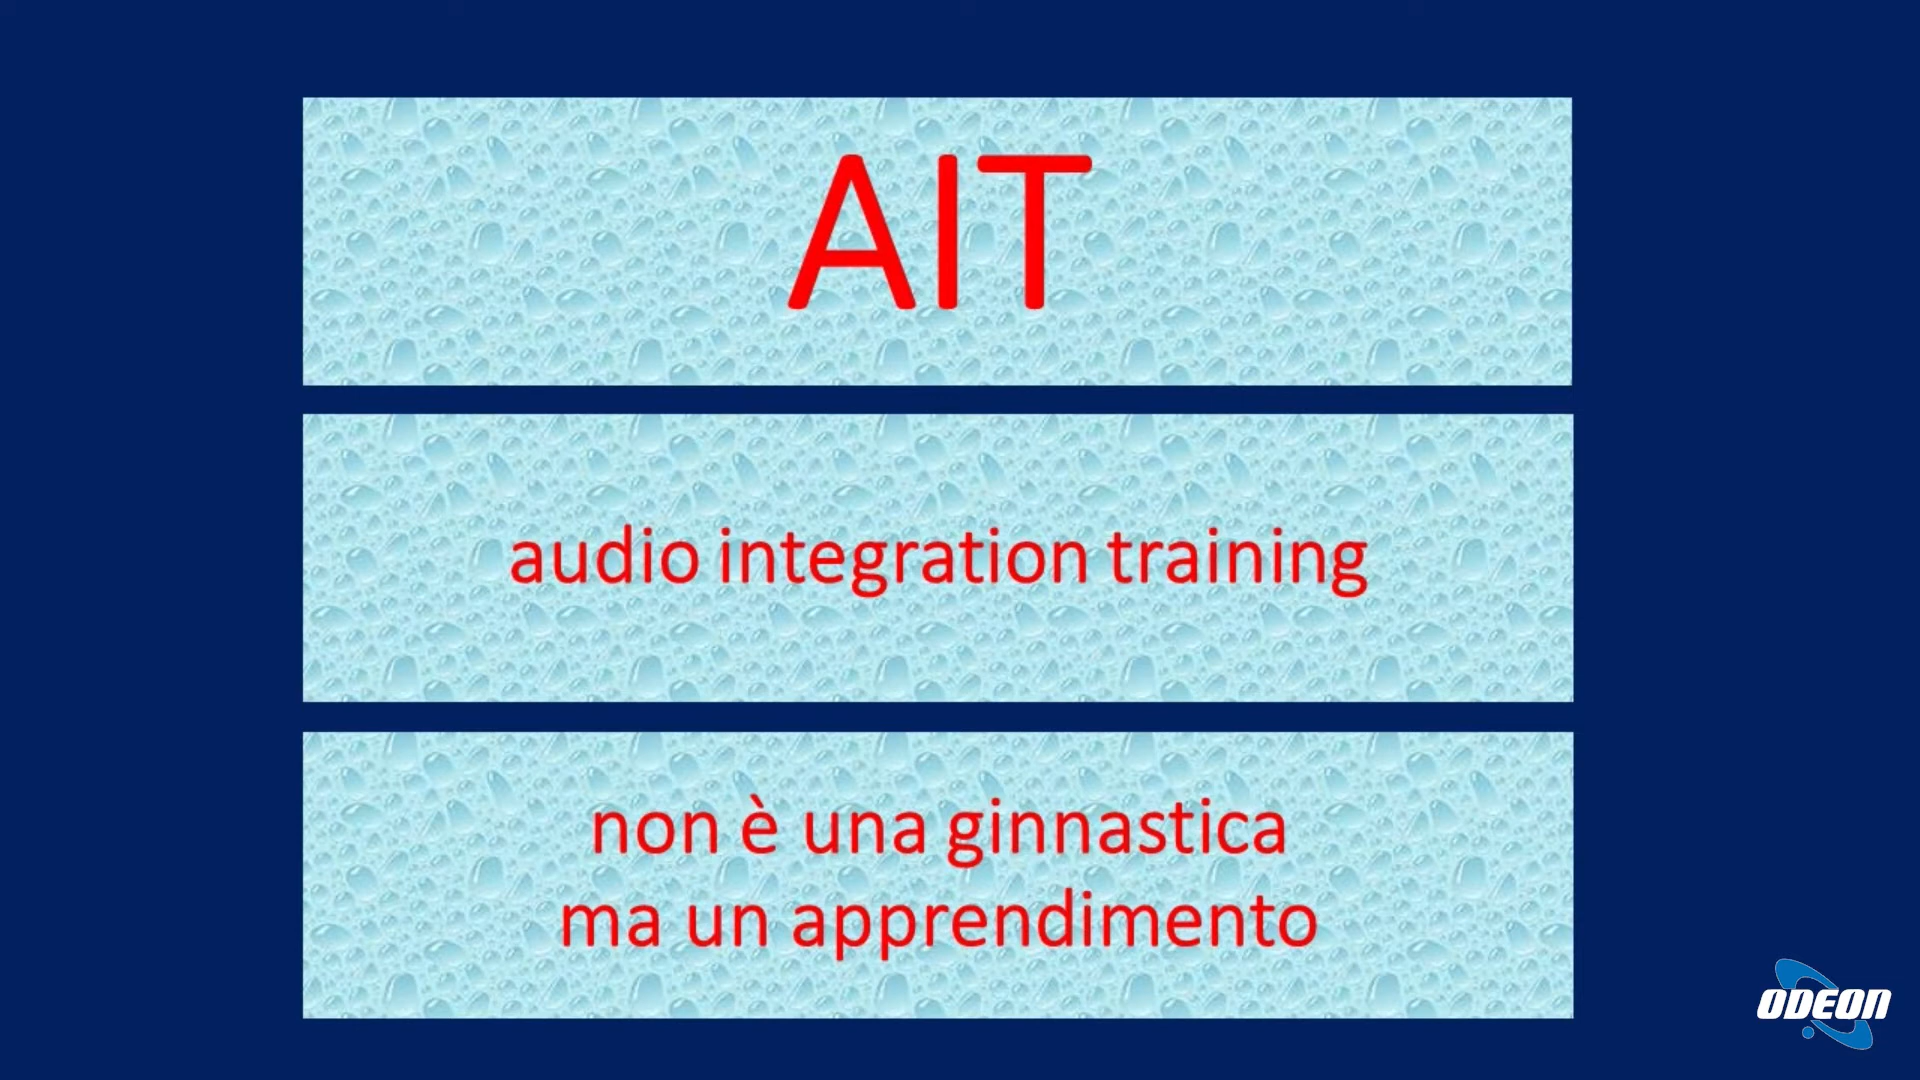 AIT
audio integration training
non è una ginnastica
ma un apprendimento
ODEON